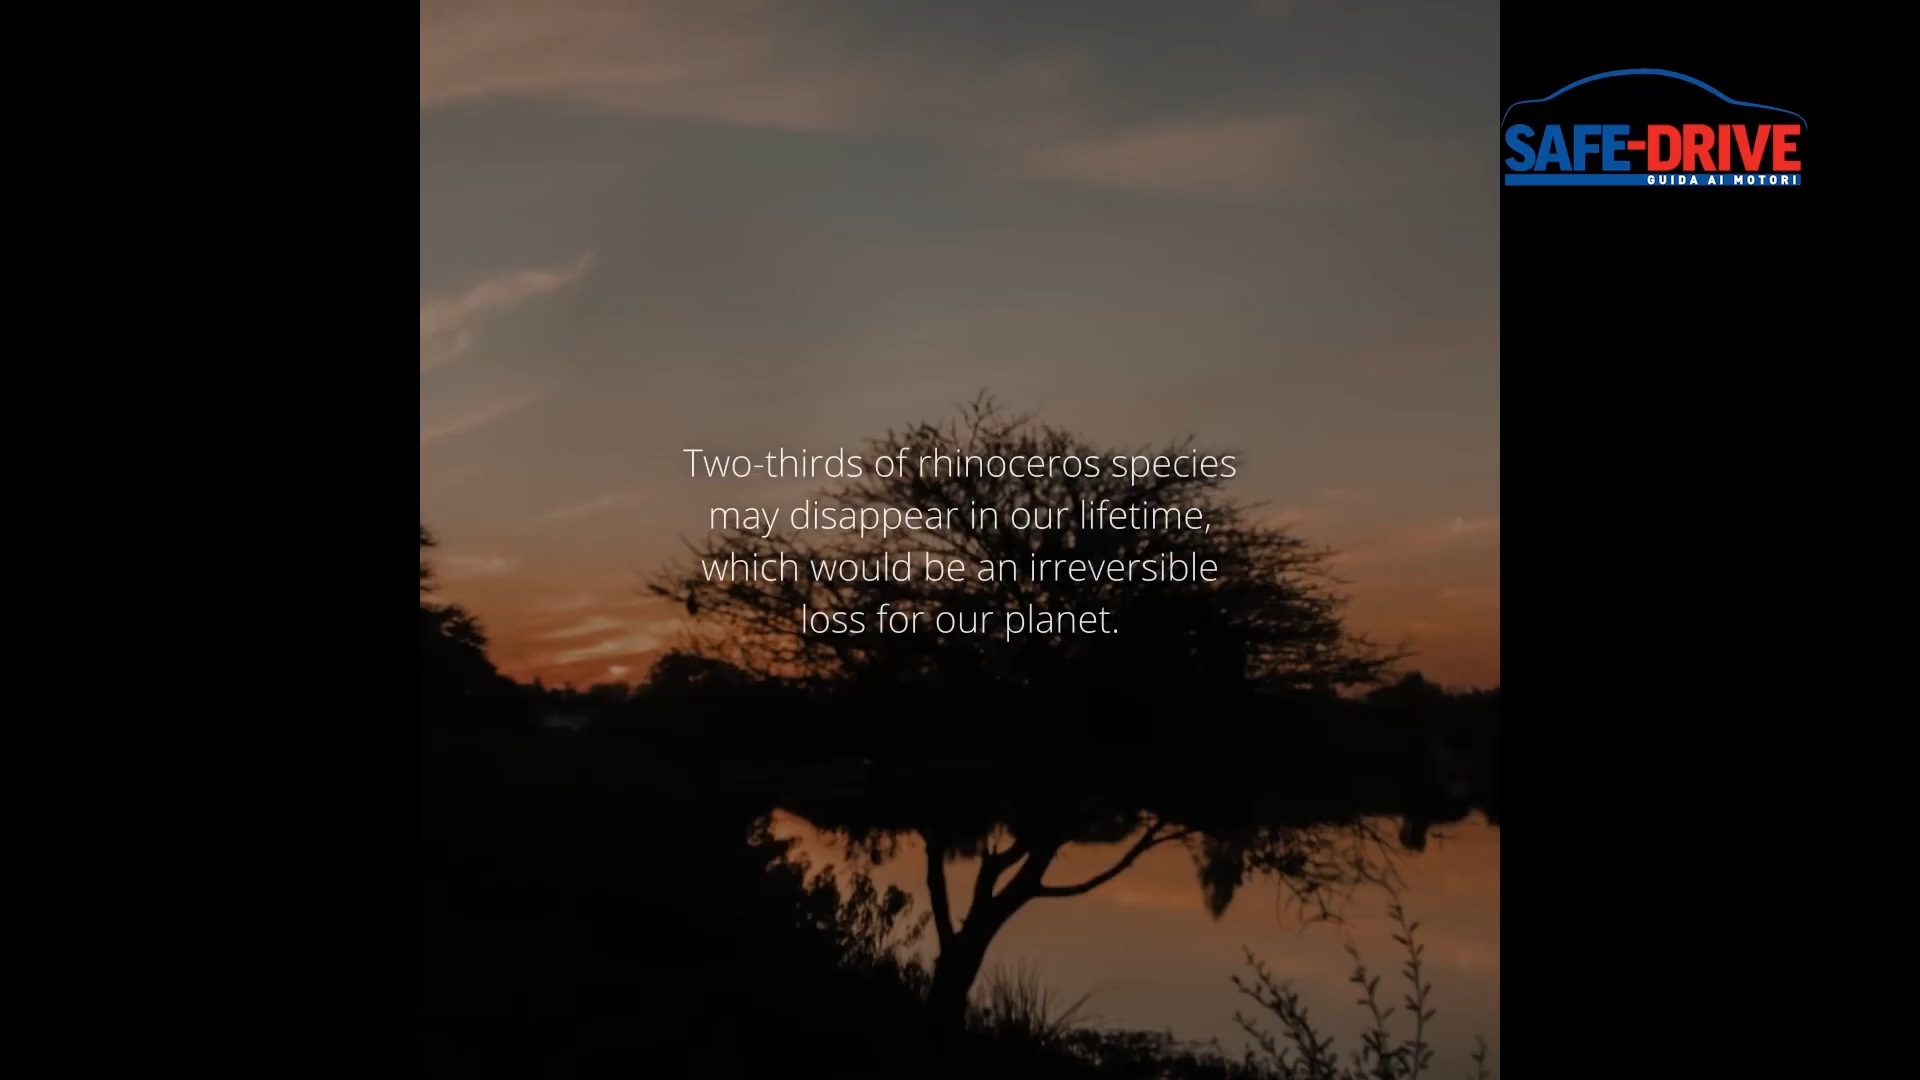 SAFE-DRIVE
GUIDA AI MOTORI
Two-thirds of rhinoceros species
may disappear in our lifetime,
which would be an irreversible
loss for our planet.